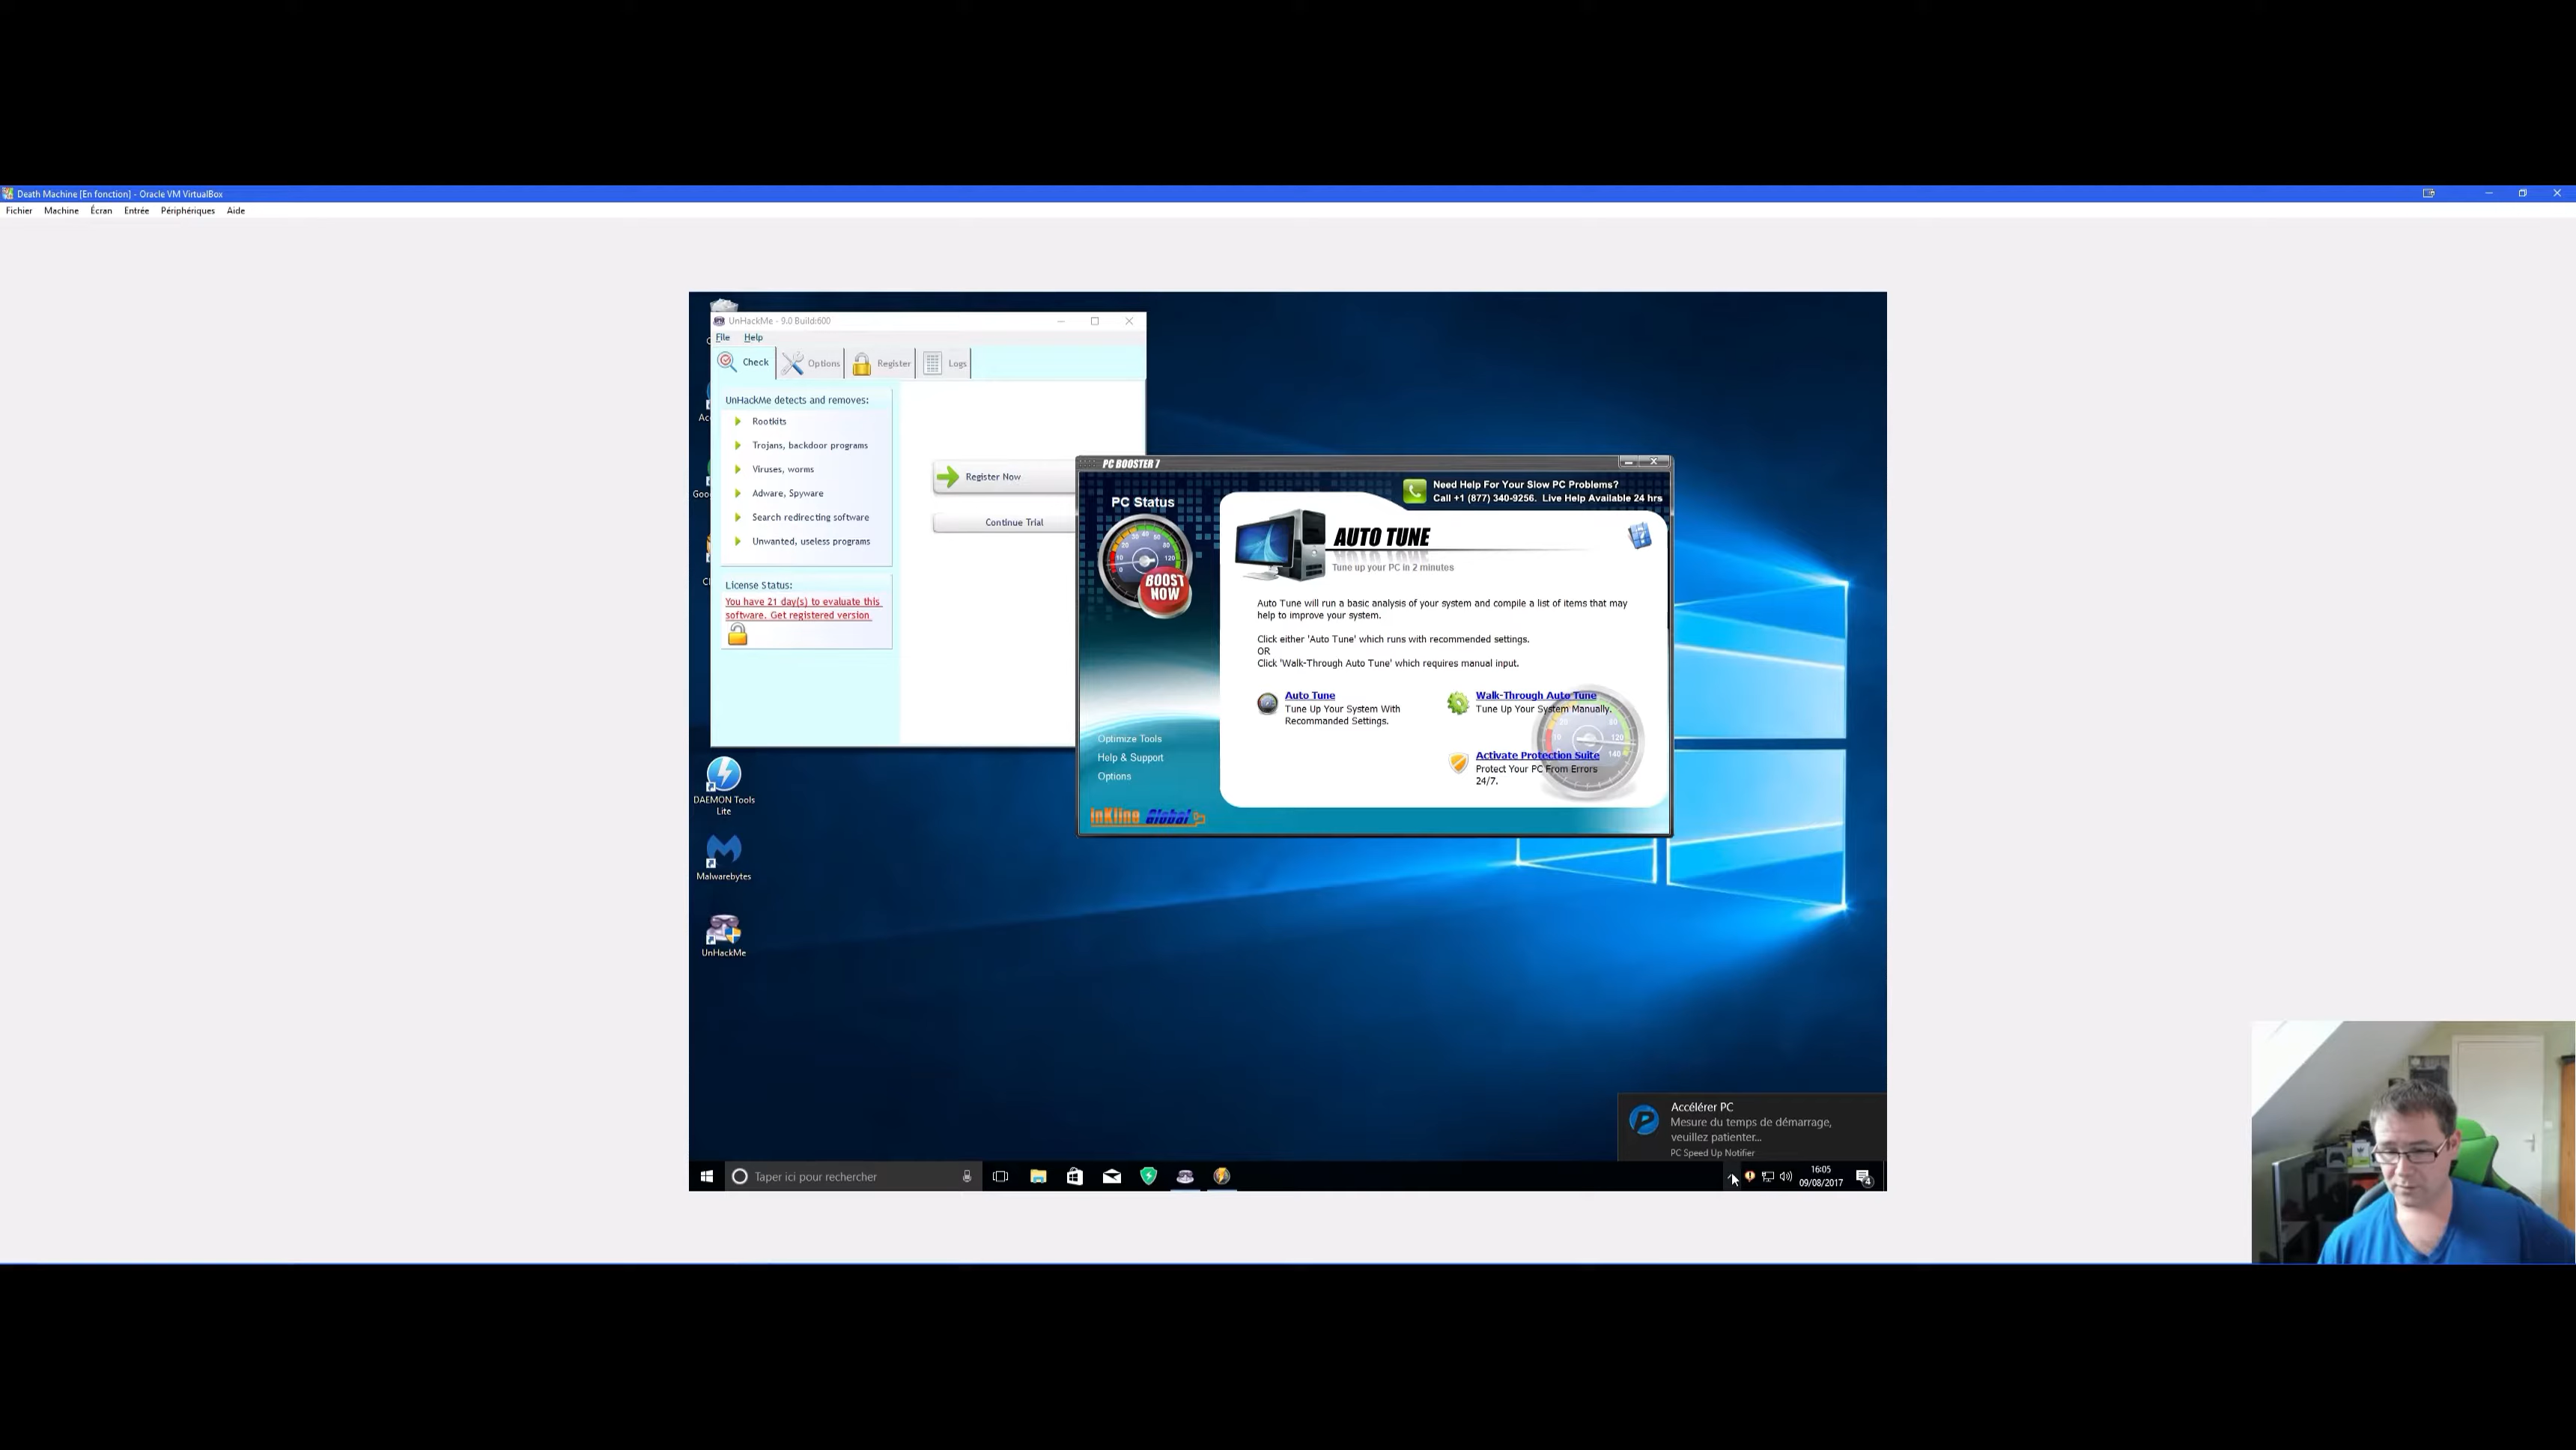 Death Machine [En fonction] - Oracle VM VirtualBox
Fichier Machine Écran Entrée Périphériques Aide
UnHackMe - 9.0 Build:600
File Help
Check Options Register Logs
UnHackMe detects and removes:
Rootkits
Trojans, backdoor programs
Viruses, worms
Adware, Spyware
Search redirecting software
Unwanted, useless programs
License Status:
You have 21 day(s) to evaluate this
software. Get registered version
Register Now
Continue Trial
PC BOOSTER 7
Need Help For Your Slow PC Problems?
Call +1 (877) 340-9256. Live Help Available 24 hrs
PC Status
BOOST
NOW
AUTO TUNE
Tune up your PC in 2 minutes
Auto Tune will run a basic analysis of your system and compile a list of items that may
help to improve your system.
Click either 'Auto Tune' which runs with recommended settings.
OR
Click 'Walk-Through Auto Tune' which requires manual input.
Auto Tune
Tune Up Your System With
Recommanded Settings.
Walk-Through Auto Tune
Tune Up Your System Manually.
Activate Protection Suite
Protect Your PC From Errors
24/7.
Optimize Tools
Help & Support
Options
inKline Global
DAEMON Tools
Lite
Malwarebytes
UnHackMe
Accélérer PC
Mesure du temps de démarrage,
veuillez patienter...
PC Speed Up Notifier
Taper ici pour rechercher
16:05
09/08/2017
4